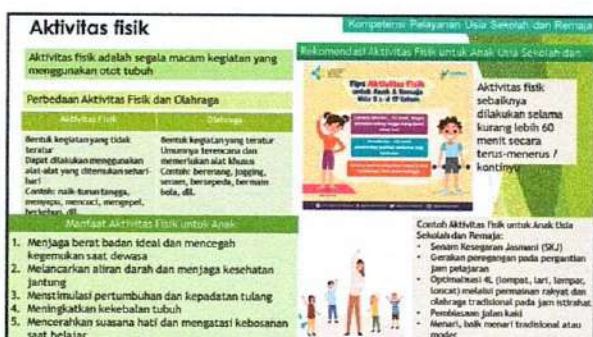 Aktivitas fisik
Kompetensi Pelayanan Usia Sekolah dan Remaja
Aktivitas fisik adalah segala macam kegiatan yang
menggunakan otot tubuh
Perbedaan Aktivitas Fisik dan Olahraga
Aktivitas Fisik
Olahraga
Bentuk kegiatan yang tidak
teratur
Dapat dilakukan menggunakan
alat-alat yang ditemukan sehari-
hari
Contoh: naik-turun tangga,
menyapu, mencuci, mengepel,
berkebun, dll.
Bentuk kegiatan yang teratur
Umumnya terencana dan
memerlukan alat khusus
Contoh: berenang, jogging,
senam, bersepeda, bermain
bola, dll.
Rekomendasi Aktivitas Fisik untuk Anak Usia Sekolah dan
Tips Aktivitas Fisik
untuk Anak & Remaja
Aktivitas fisik
sebaiknya
dilakukan selama
kurang lebih 60
menit secara
terus-menerus /
kontinyu
Manfaat Aktivitas Fisik untuk Anak:
1. Menjaga berat badan ideal dan mencegah
kegemukan saat dewasa
2. Melancarkan aliran darah dan menjaga kesehatan
jantung
3. Menstimulasi pertumbuhan dan kepadatan tulang
4. Meningkatkan kekebalan tubuh
5. Mencerahkan suasana hati dan mengatasi kebosanan
saat belajar
Contoh Aktivitas Fisik untuk Anak Usia
Sekolah dan Remaja:
• Senam Kesegaran Jasmani (SKJ)
• Gerakan peregangan pada pergantian
jam pelajaran
• Optimalisasi 4L (lompat, lari, lempar,
loncat) melalui permainan rakyat dan
olahraga tradisional pada jam istirahat
• Pembiasaan jalan kaki
• Menari, baik menari tradisional atau